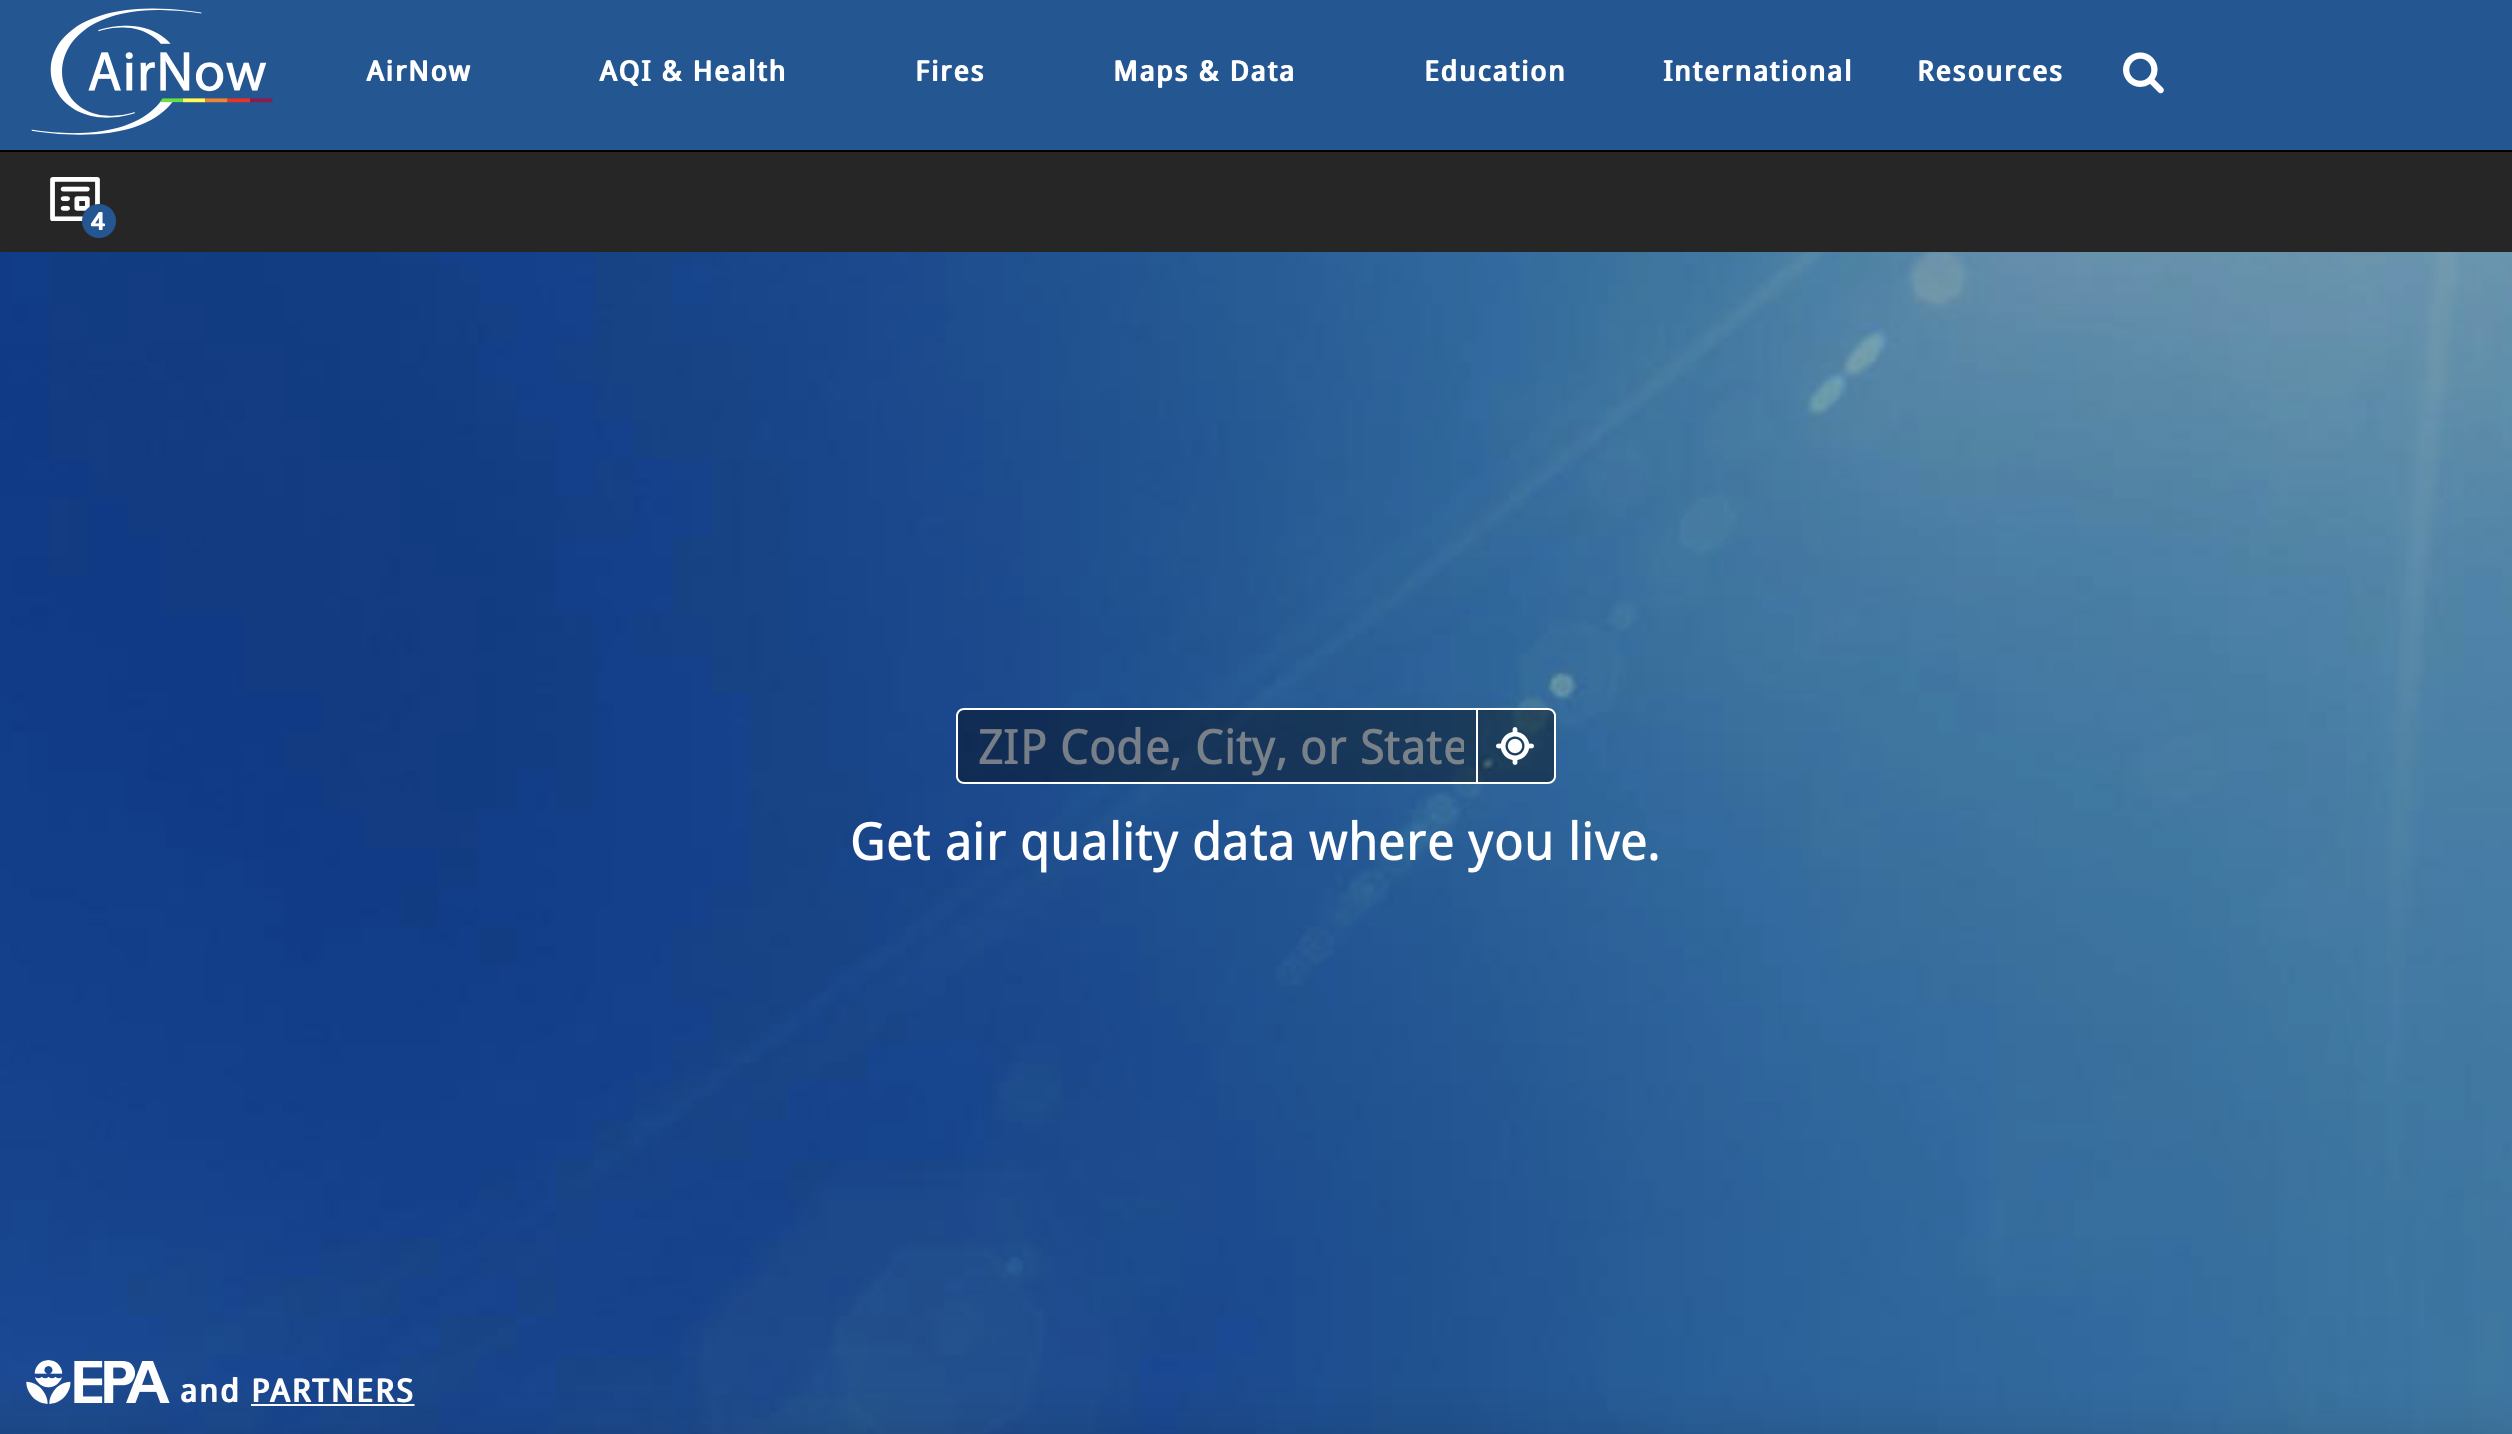 AirNow
AirNow AQI & Health Fires Maps & Data Education International Resources
4
ZIP Code, City, or State
Get air quality data where you live.
EPA and PARTNERS